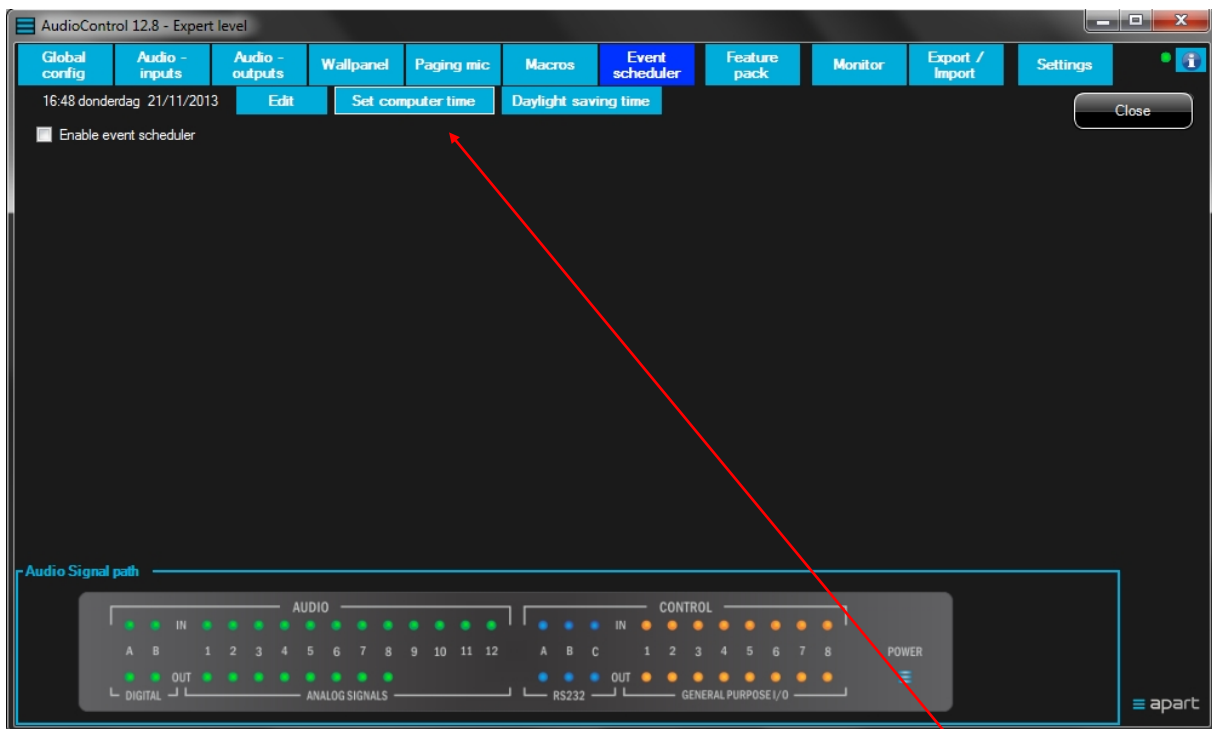 AudioControl 12.8 - Expert level
Global config
Audio - inputs
Audio - outputs
Wallpanel
Paging mic
Macros
Event scheduler
Feature pack
Monitor
Export / Import
Settings
16:48 donderdag 21/11/2013
Edit
Set computer time
Daylight saving time
Close
Enable event scheduler
Audio Signal path
AUDIO
CONTROL
IN
IN
A B 1 2 3 4 5 6 7 8 9 10 11 12 A B C 1 2 3 4 5 6 7 8 POWER
OUT
OUT
DIGITAL
ANALOG SIGNALS
RS232
GENERAL PURPOSE I/O
apart